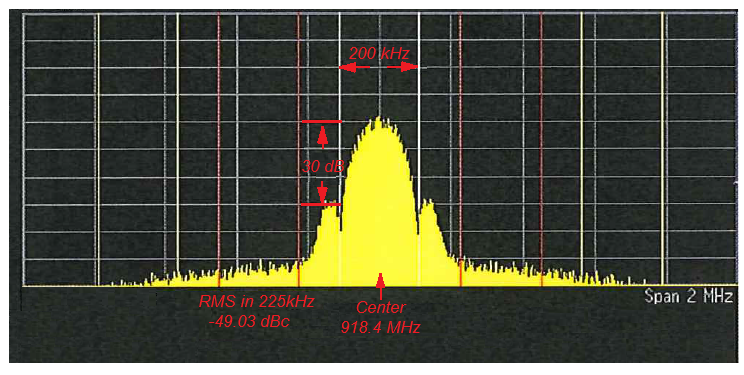 200 kHz
30 dB
RMS in 225kHz
-49.03 dBc
Center
918.4 MHz
Span 2 MHz